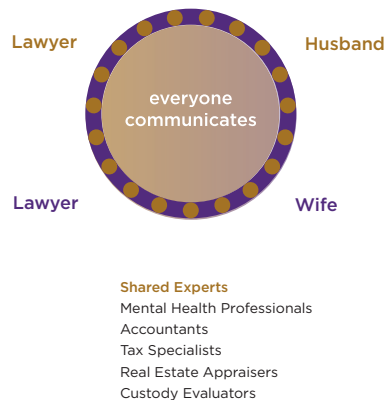 Lawyer
Husband
everyone
communicates
Lawyer
Wife
Shared Experts
Mental Health Professionals
Accountants
Tax Specialists
Real Estate Appraisers
Custody Evaluators